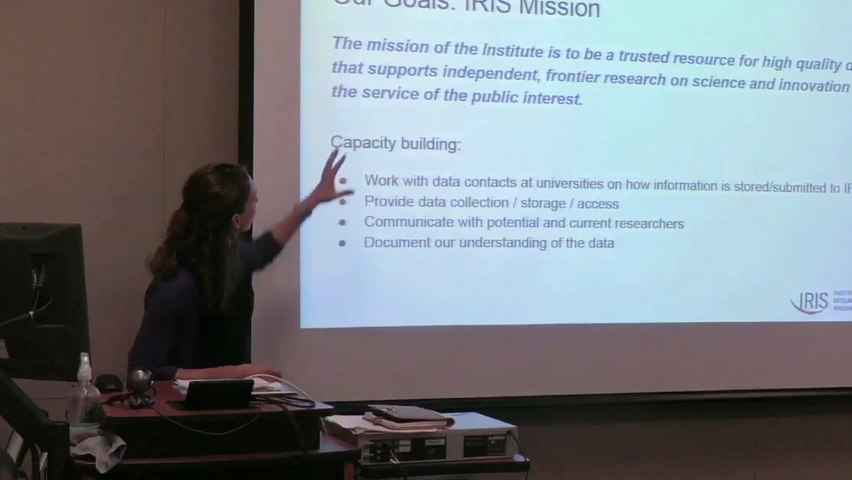 Our Goals: IRIS Mission
The mission of the Institute is to be a trusted resource for high quality
that supports independent, frontier research on science and innovation
the service of the public interest.
Capacity building:
● Work with data contacts at universities on how information is stored/submitted to
● Provide data collection / storage / access
● Communicate with potential and current researchers
● Document our understanding of the data
IRIS